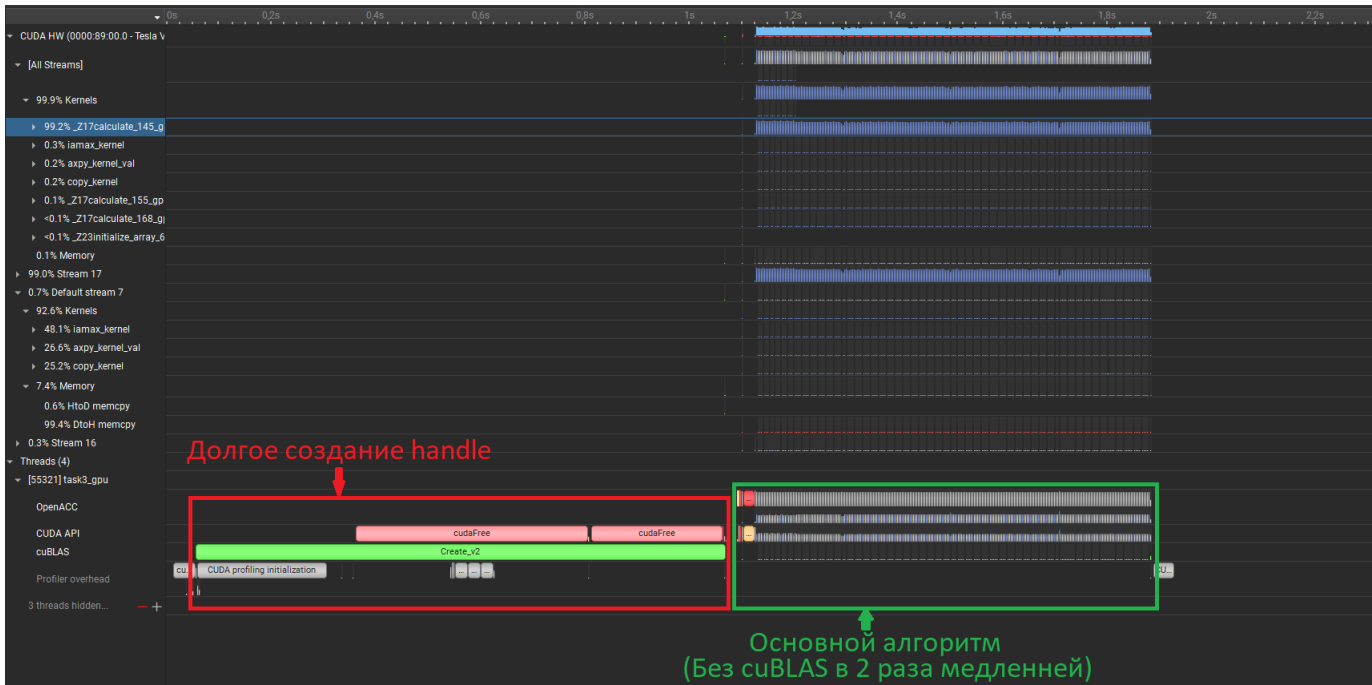 0s 0,2s 0,4s 0,6s 0,8s 1s 1,2s 1,4s 1,6s 1,8s 2s 2,2s
CUDA HW (0000:89:00.0 - Tesla V
[All Streams]
99.9% Kernels
99.2% _Z17calculate_145_g
0.3% iamax_kernel
0.2% axpy_kernel_val
0.2% copy_kernel
0.1% _Z17calculate_155_gp
<0.1% _Z17calculate_168_g
<0.1% _Z23initialize_array_6
0.1% Memory
99.0% Stream 17
0.7% Default stream 7
92.6% Kernels
48.1% iamax_kernel
26.6% axpy_kernel_val
25.2% copy_kernel
7.4% Memory
0.6% HtoD memcpy
99.4% DtoH memcpy
0.3% Stream 16
Долгое создание handle
Threads (4)
[55321] task3_gpu
OpenACC
...
CUDA API
cudaFree cudaFree ...
cuBLAS
Create_v2
Profiler overhead
cu... CUDA profiling initialization ... ... ... CU...
3 threads hidden... — +
Основной алгоритм
(Без cuBLAS в 2 раза медленней)